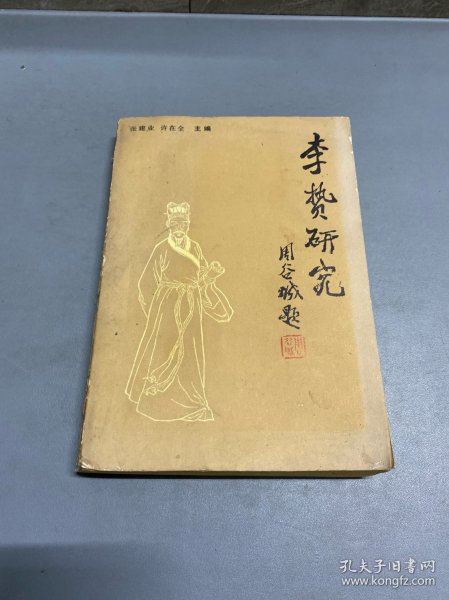 张建业 许在全 主编
李贽研究
周谷城题
孔夫子旧书网
www.kongfz.com